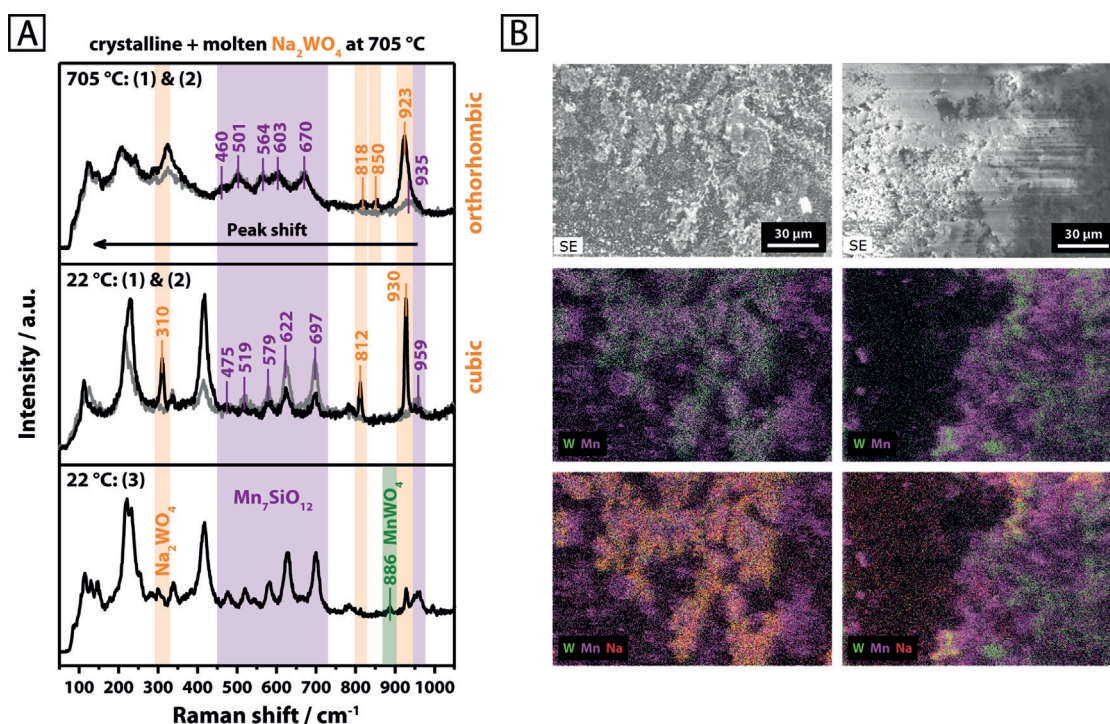 A
crystalline + molten Na₂WO₄ at 705 °C
705 °C: (1) & (2)
460
501
564
603
670
818
850
923
935
Peak shift
orthorhombic
22 °C: (1) & (2)
310
475
519
579
622
697
812
930
959
cubic
22 °C: (3)
Na₂WO₄
Mn₇SiO₁₂
886 MnWO₄
Intensity / a.u.
100 200 300 400 500 600 700 800 900 1000
Raman shift / cm⁻¹
B
SE
30 µm
SE
30 µm
W Mn
W Mn
W Mn Na
W Mn Na